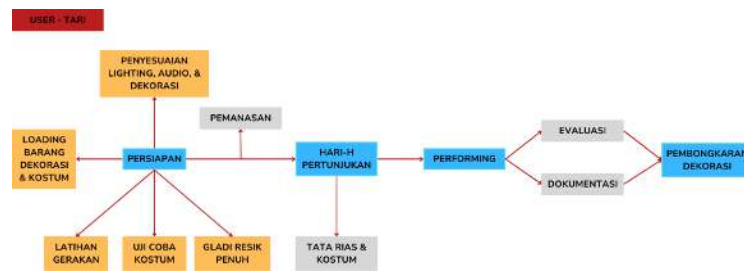 USER - TARI
PENYESUAIAN
LIGHTING, AUDIO, &
DEKORASI
PEMANASAN
LOADING
BARANG
DEKORASI
& KOSTUM
PERSIAPAN
HARI-H
PERTUNJUKAN
PERFORMING
EVALUASI
DOKUMENTASI
PEMBONGKARAN
DEKORASI
LATIHAN
GERAKAN
UJI COBA
KOSTUM
GLADI RESIK
PENUH
TATA RIAS &
KOSTUM